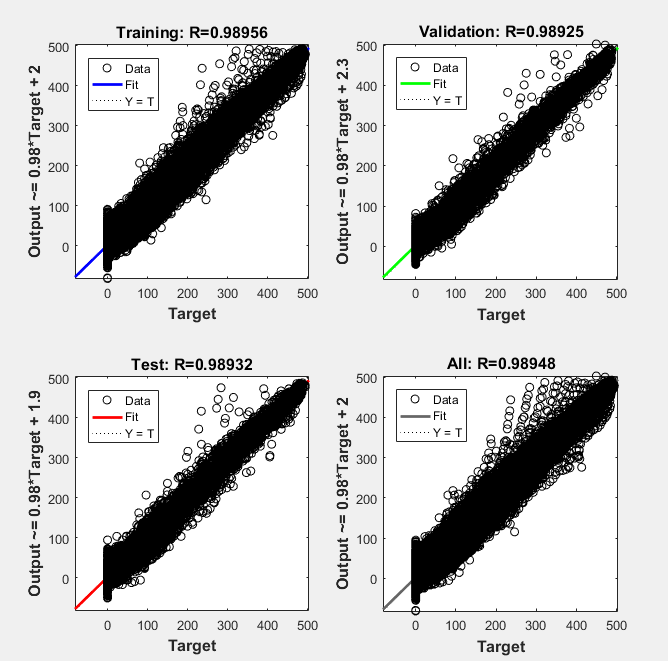 Training: R=0.98956
Output ~= 0.98*Target + 2
500
400
300
200
100
0
Data
Fit
Y = T
0 100 200 300 400 500
Target
Validation: R=0.98925
Output ~= 0.98*Target + 2.3
500
400
300
200
100
0
Data
Fit
Y = T
0 100 200 300 400 500
Target
Test: R=0.98932
Output ~= 0.98*Target + 1.9
500
400
300
200
100
0
Data
Fit
Y = T
0 100 200 300 400 500
Target
All: R=0.98948
Output ~= 0.98*Target + 2
500
400
300
200
100
0
Data
Fit
Y = T
0 100 200 300 400 500
Target